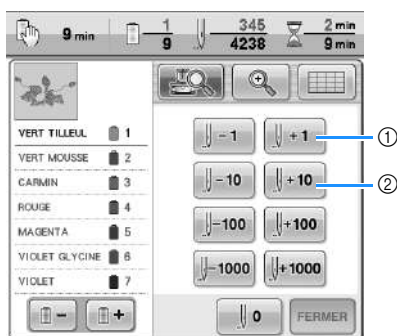 9 min
1
9
345
4238
2 min
9 min
VERT TILLEUL 1
VERT MOUSSE 2
CARMIN 3
ROUGE 4
MAGENTA 5
VIOLET GLYCINE 6
VIOLET 7
-1
+1
①
-10
+10
②
-100
+100
-1000
+1000
-
+
0
FERMER